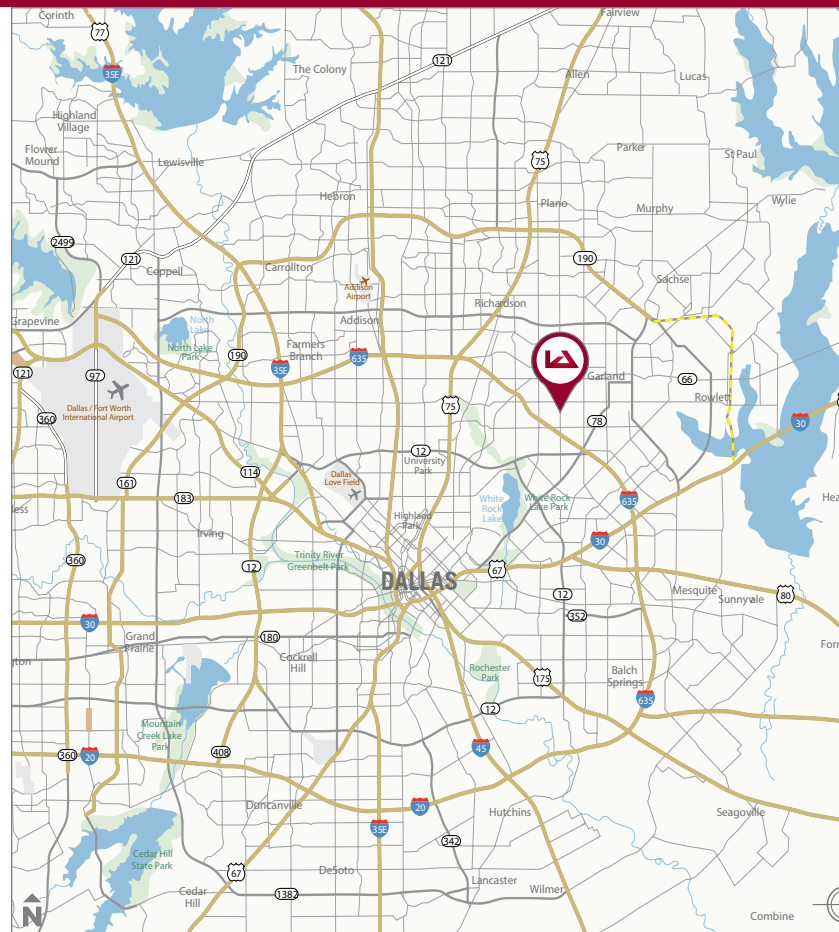 Corinth
Fairview
77
35E
The Colony
121
Allen
Lucas
Highland
Village
Flower
Mound
Lewisville
75
Parker
St Paul
Hebron
Plano
Murphy
Wylie
2499
121
Coppell
Carrollton
190
Sachse
Addison
Airport
Richardson
Grapevine
North
Lake
North Lake
Park
Addison
Farmers
Branch
190
35E
635
121
97
Garland
66
Rowlett
Dallas / Fort Worth
International Airport
360
75
78
30
12
University
Park
114
161
183
Dallas
Love Field
White
Rock
Lake
White Rock
Lake Park
635
Highland
Park
Irving
30
360
Trinity River
Greenbelt Park
12
DALLAS
67
12
Mesquite
Sunnyvale
80
352
30
Grand
Prairie
180
Cockrell
Hill
Rochester
Park
175
Balch
Springs
635
12
Mountain
Creek Lake
Park
360
20
408
45
Duncanville
20
Hutchins
Seagoville
35E
342
Cedar Hill
State Park
67
DeSoto
Lancaster
Cedar
Hill
1382
Wilmer
N
Combine